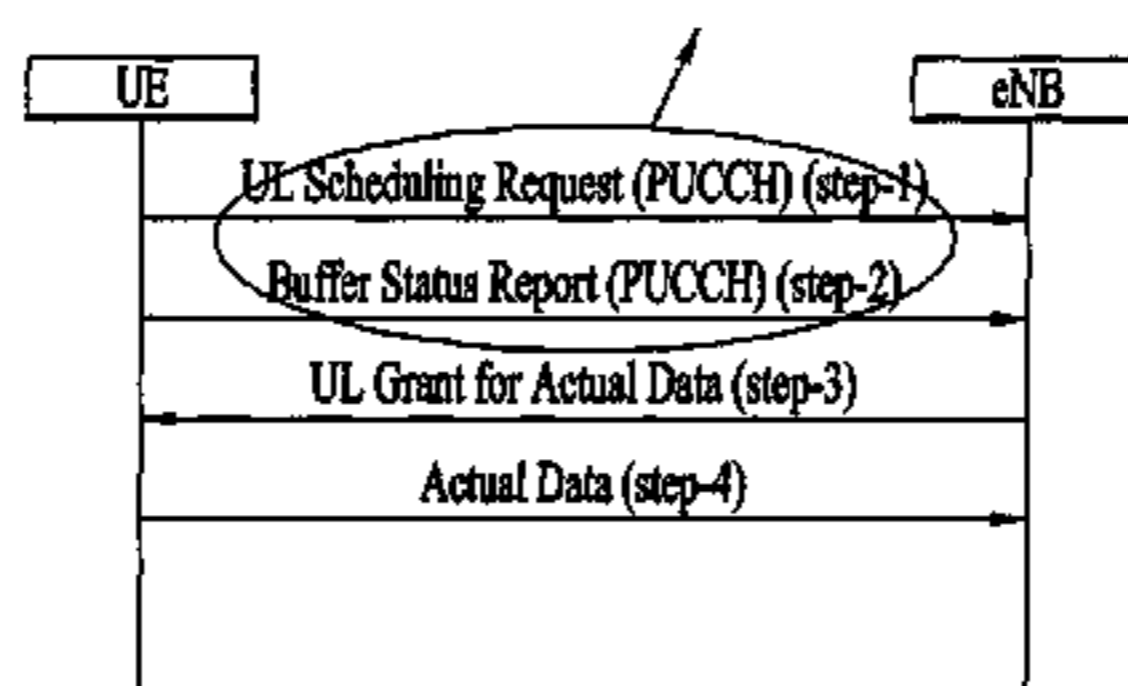 UE
eNB
UL Scheduling Request (PUCCH) (step-1)
Buffer Status Report (PUCCH) (step-2)
UL Grant for Actual Data (step-3)
Actual Data (step-4)